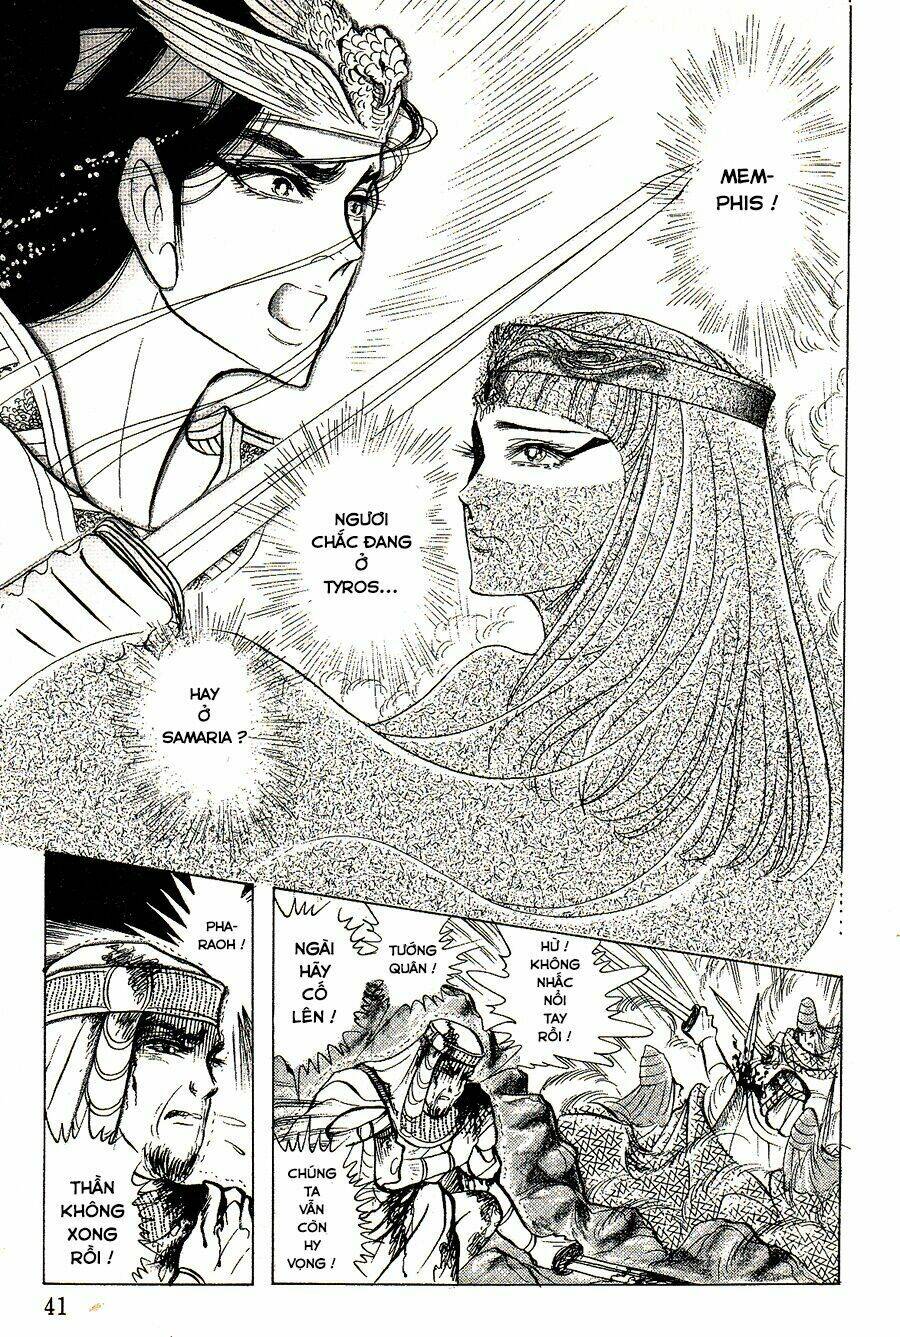 MEM-
PHIS !
NGƯƠI
CHẮC ĐANG
Ở
TYROS...
HAY
Ở
SAMARIA ?
HỪ !
KHÔNG
NHẮC
NỔI
TAY
RỒI !
TƯỚNG
QUÂN !
NGÀI
HÃY
CỐ
LÊN !
CHÚNG
TA
VẪN
CÒN
HY
VỌNG !
PHA-
RAOH !
THẦN
KHÔNG
XONG
RỒI !
41